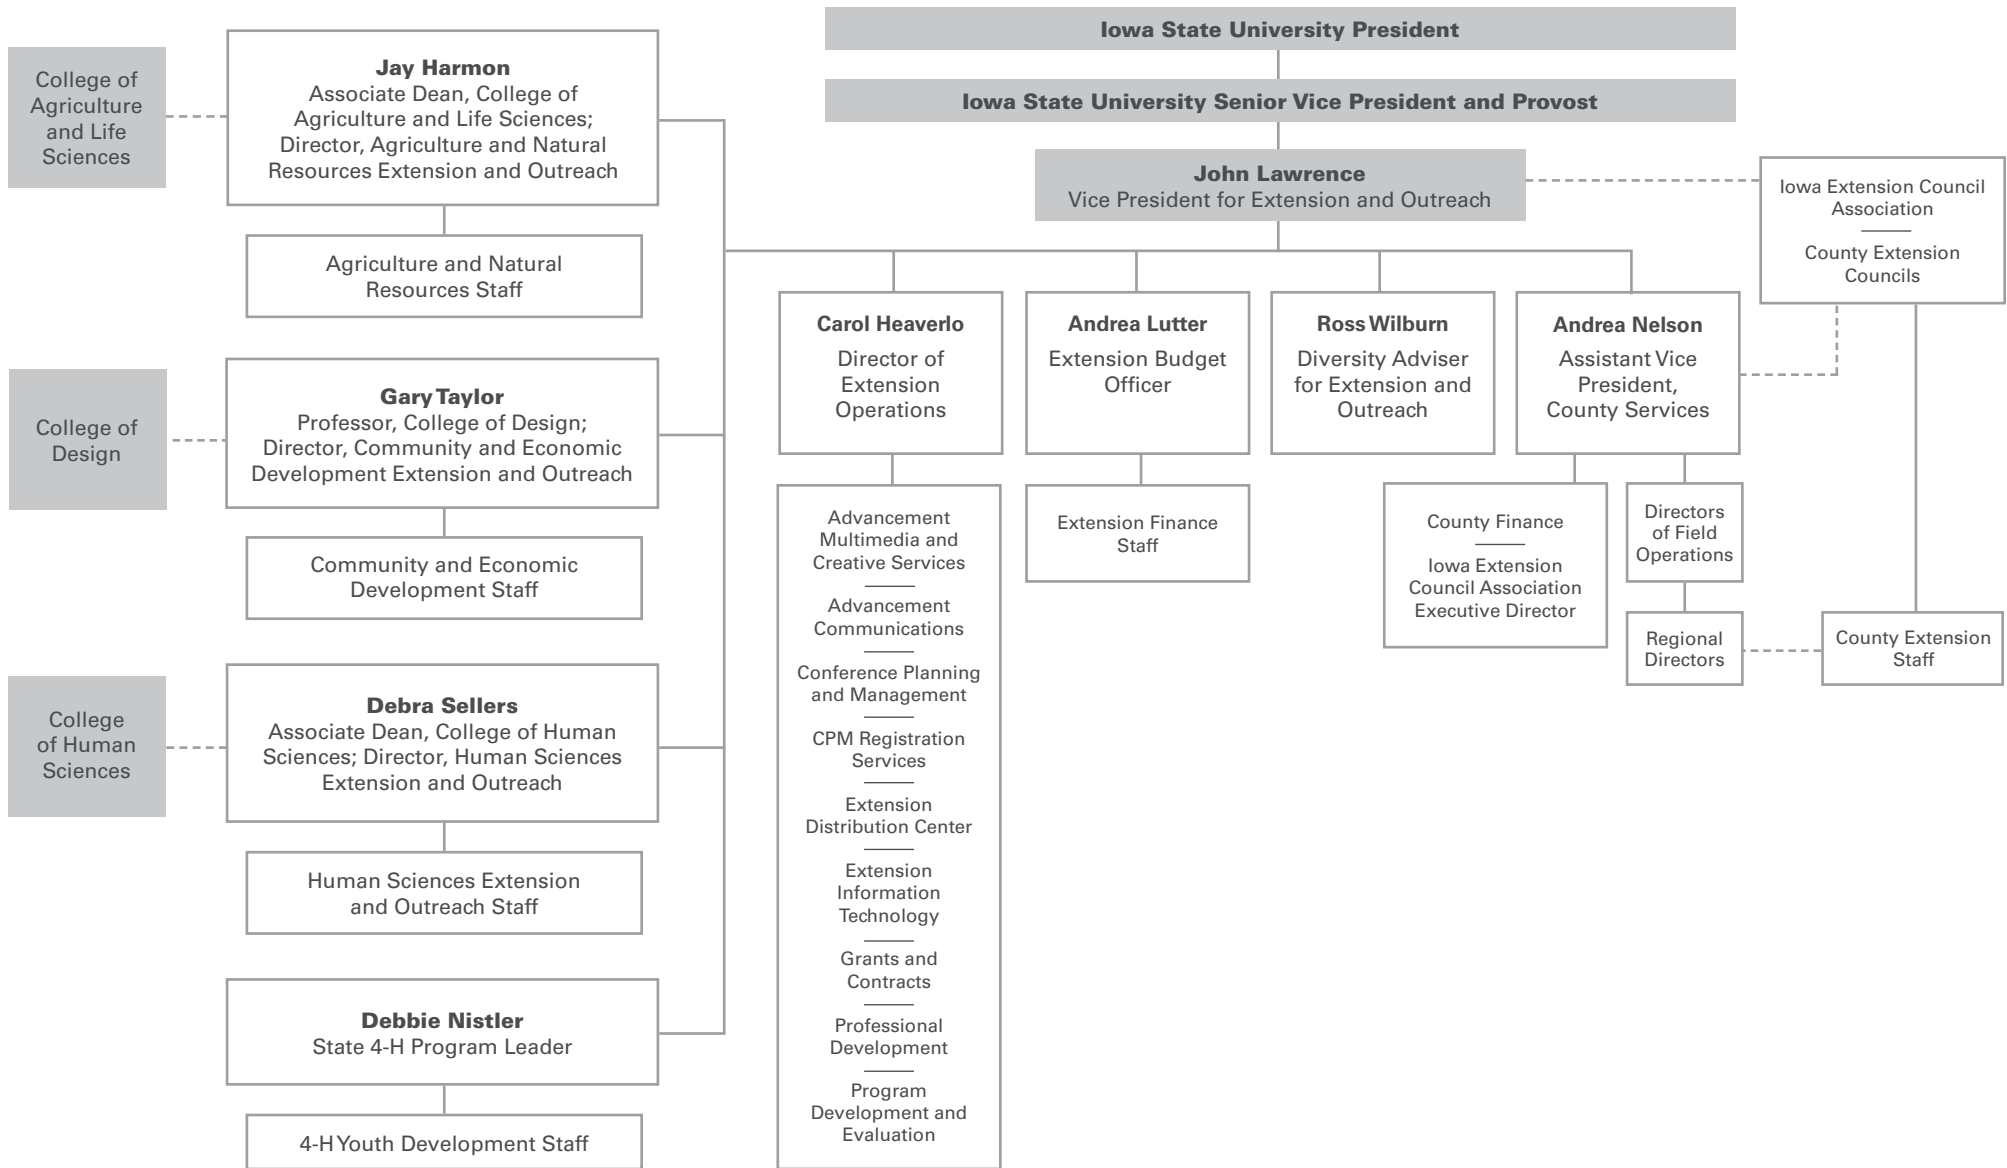 Iowa State University President
Iowa State University Senior Vice President and Provost
John Lawrence
Vice President for Extension and Outreach
Iowa Extension Council
Association
County Extension
Councils
College of
Agriculture
and Life
Sciences
Jay Harmon
Associate Dean, College of
Agriculture and Life Sciences;
Director, Agriculture and Natural
Resources Extension and Outreach
Agriculture and Natural
Resources Staff
College of
Design
Gary Taylor
Professor, College of Design;
Director, Community and Economic
Development Extension and Outreach
Community and Economic
Development Staff
College
of Human
Sciences
Debra Sellers
Associate Dean, College of Human
Sciences; Director, Human Sciences
Extension and Outreach
Human Sciences Extension
and Outreach Staff
Debbie Nistler
State 4-H Program Leader
4-H Youth Development Staff
Carol Heaverlo
Director of
Extension
Operations
Advancement
Multimedia and
Creative Services
Advancement
Communications
Conference Planning
and Management
CPM Registration
Services
Extension
Distribution Center
Extension
Information
Technology
Grants and
Contracts
Professional
Development
Program
Development and
Evaluation
Andrea Lutter
Extension Budget
Officer
Extension Finance
Staff
Ross Wilburn
Diversity Adviser
for Extension and
Outreach
Andrea Nelson
Assistant Vice
President,
County Services
County Finance
Iowa Extension
Council Association
Executive Director
Directors
of Field
Operations
Regional
Directors
County Extension
Staff